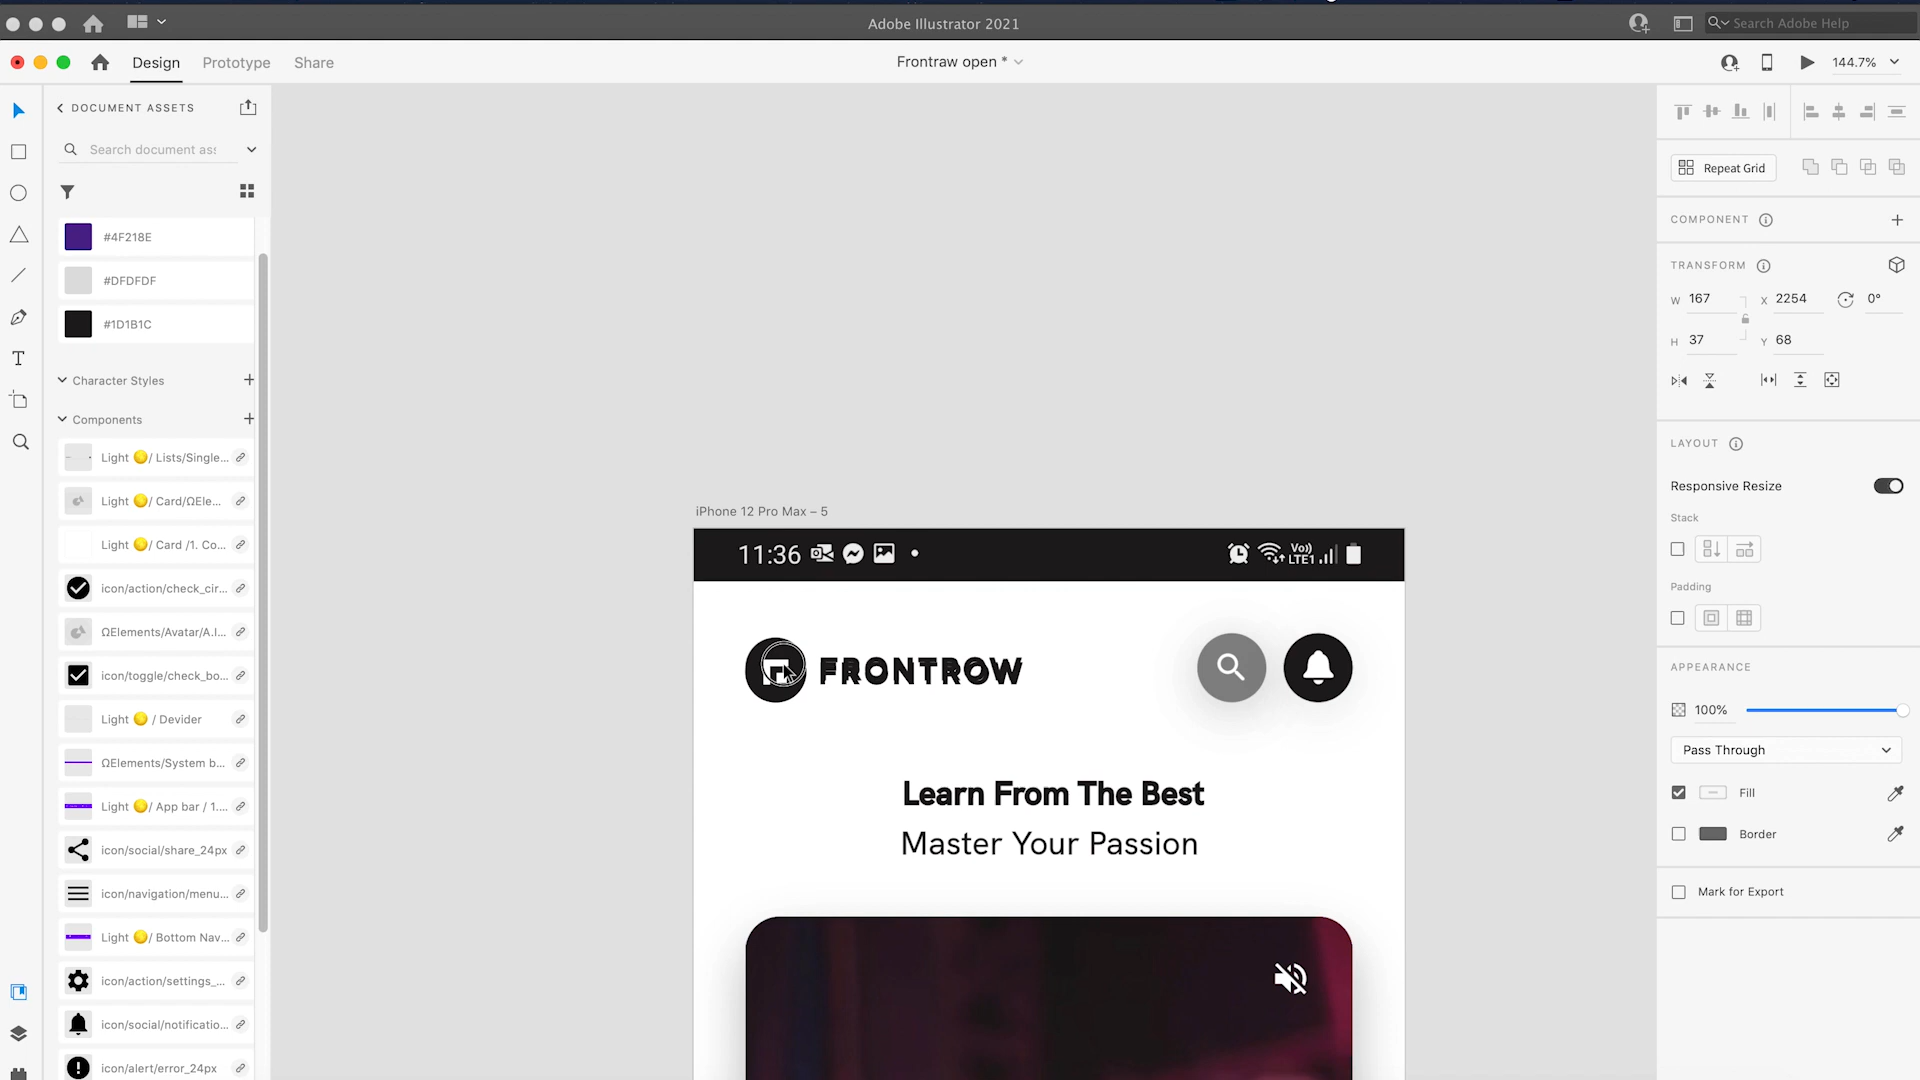 Adobe Illustrator 2021
Search Adobe Help
Design
Prototype
Share
Frontraw open *
144.7%
DOCUMENT ASSETS
Search document ass
#4F218E
#DFDFDF
#1D1B1C
Character Styles
Components
Light / Lists/Single...
Light / Card/ΩEle...
Light / Card /1. Co...
icon/action/check_cir...
ΩElements/Avatar/A.I...
icon/toggle/check_bo...
Light / Devider
ΩElements/System b...
Light / App bar / 1....
icon/social/share_24px
icon/navigation/menu...
Light / Bottom Nav...
icon/action/settings_...
icon/social/notificatio...
icon/alert/error_24px
iPhone 12 Pro Max – 5
11:36
Vo)
LTE1
FRONTROW
Learn From The Best
Master Your Passion
Repeat Grid
COMPONENT
TRANSFORM
W 167
X 2254
0°
H 37
Y 68
LAYOUT
Responsive Resize
Stack
Padding
APPEARANCE
100%
Pass Through
Fill
Border
Mark for Export